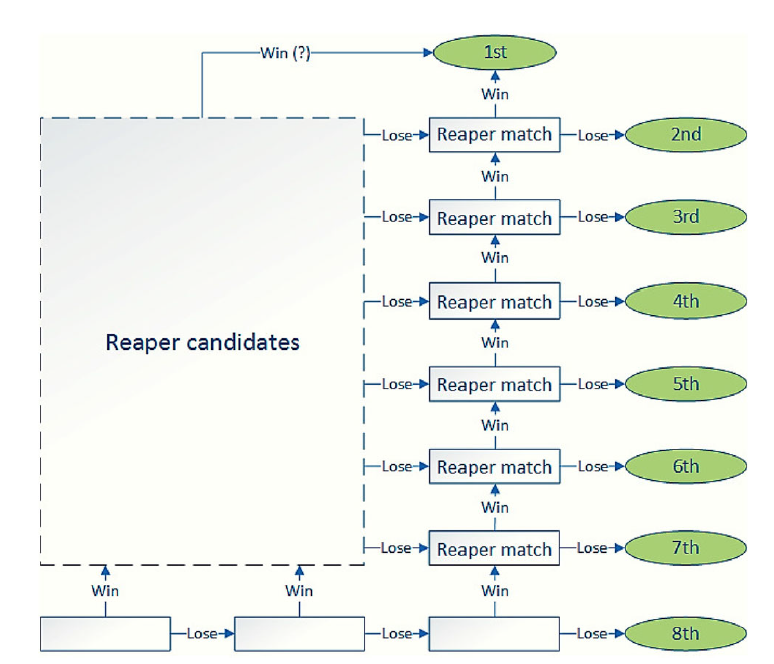 Win (?) 1st
Win
Lose Reaper match Lose 2nd
Win
Lose Reaper match Lose 3rd
Win
Lose Reaper match Lose 4th
Win
Reaper candidates
Lose Reaper match Lose 5th
Win
Lose Reaper match Lose 6th
Win
Lose Reaper match Lose 7th
Win Win Win
Lose Lose Lose 8th